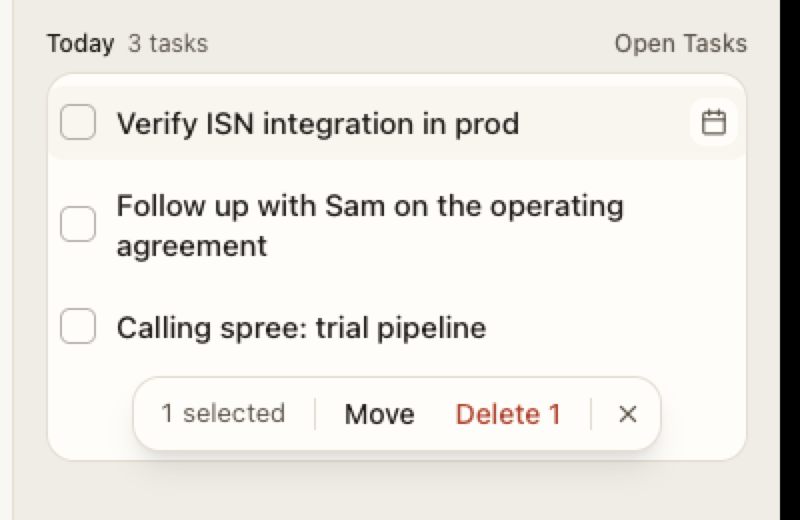 Today 3 tasks Open Tasks
Verify ISN integration in prod
Follow up with Sam on the operating
agreement
Calling spree: trial pipeline
1 selected Move Delete 1